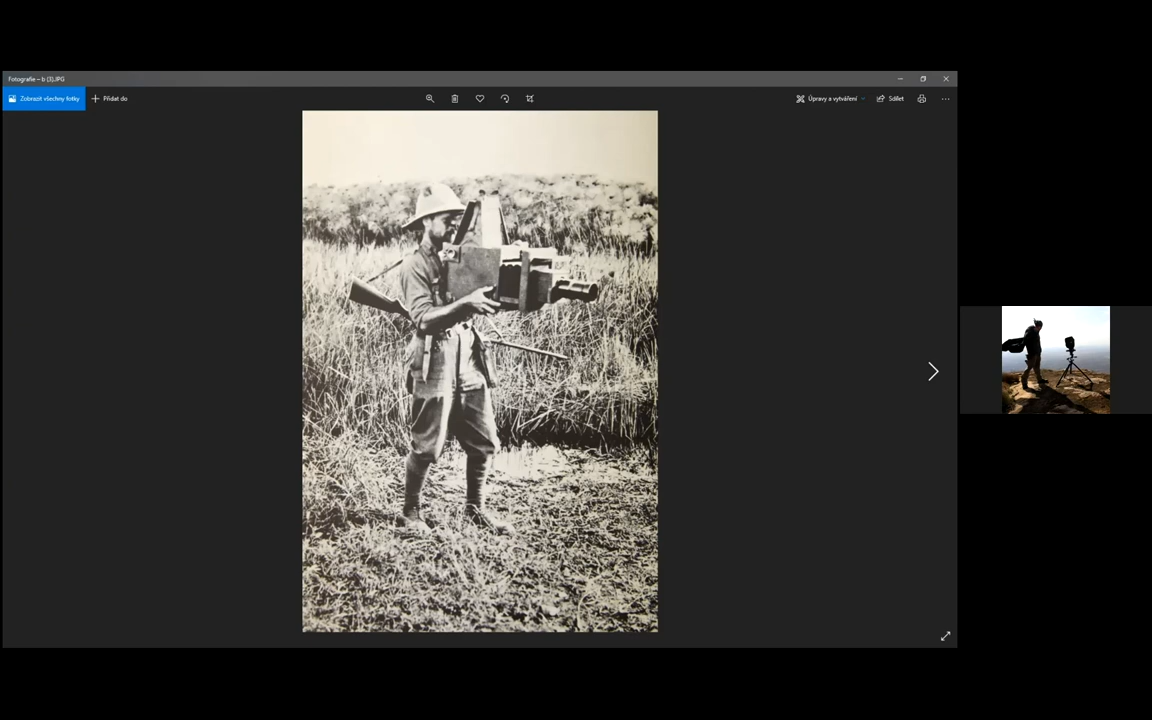 Fotografie – b (3).JPG
Zobrazit všechny fotky
Přidat do
Úpravy a vytváření
Sdílet